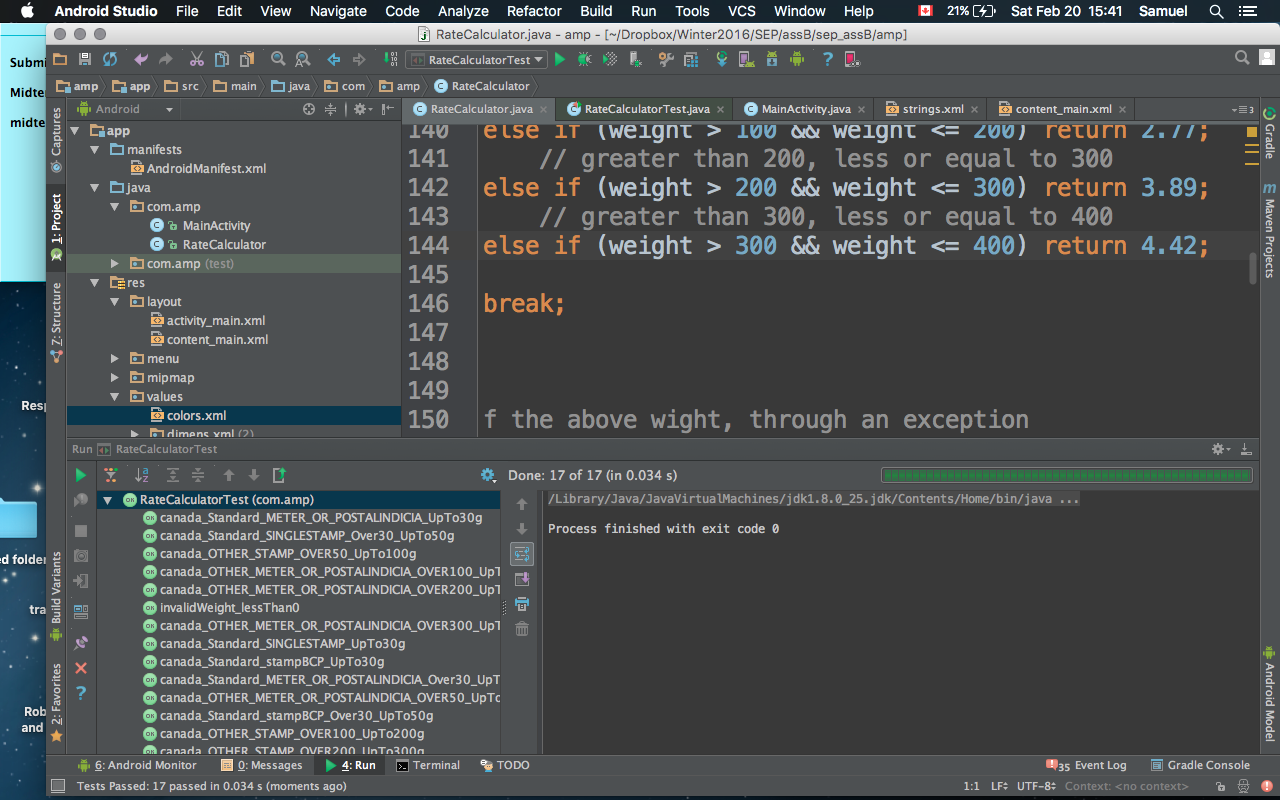 Android Studio File Edit View Navigate Code Analyze Refactor Build Run Tools VCS Window Help 21% Sat Feb 20 15:41 Samuel
RateCalculator.java - amp - [~/Dropbox/Winter2016/SEP/assB/sep_assB/amp]
RateCalculatorTest
amp app src main java com amp RateCalculator
Submi
Midte
midte
Resp
ed folder
tra
Rob
and
Captures
1: Project
7: Structure
Build Variants
2: Favorites
Android
app
manifests
AndroidManifest.xml
java
com.amp
MainActivity
RateCalculator
com.amp (test)
res
layout
activity_main.xml
content_main.xml
menu
mipmap
values
colors.xml
dimens.xml (2)
RateCalculator.java RateCalculatorTest.java MainActivity.java strings.xml content_main.xml 3
140 else if (weight > 100 && weight <= 200) return 2.77;
141 // greater than 200, less or equal to 300
142 else if (weight > 200 && weight <= 300) return 3.89;
143 // greater than 300, less or equal to 400
144 else if (weight > 300 && weight <= 400) return 4.42;
145
146 break;
147
148
149
150 f the above wight, through an exception
Gradle
Maven Projects
Android Model
Run RateCalculatorTest
Done: 17 of 17 (in 0.034 s)
RateCalculatorTest (com.amp)
canada_Standard_METER_OR_POSTALINDICIA_UpTo30g
canada_Standard_SINGLESTAMP_Over30_UpTo50g
canada_OTHER_STAMP_OVER50_UpTo100g
canada_OTHER_METER_OR_POSTALINDICIA_OVER100_UpT
canada_OTHER_METER_OR_POSTALINDICIA_OVER200_UpT
invalidWeight_lessThan0
canada_OTHER_METER_OR_POSTALINDICIA_OVER300_UpT
canada_Standard_SINGLESTAMP_UpTo30g
canada_Standard_stampBCP_UpTo30g
canada_Standard_METER_OR_POSTALINDICIA_Over30_UpT
canada_OTHER_METER_OR_POSTALINDICIA_OVER50_UpTo
canada_Standard_stampBCP_Over30_UpTo50g
canada_OTHER_STAMP_OVER100_UpTo200g
canada_OTHER_STAMP_OVER200_UpTo300g
/Library/Java/JavaVirtualMachines/jdk1.8.0_25.jdk/Contents/Home/bin/java ...
Process finished with exit code 0
6: Android Monitor 0: Messages 4: Run Terminal TODO 35 Event Log Gradle Console
Tests Passed: 17 passed in 0.034 s (moments ago) 1:1 LF UTF-8 Context: <no context>